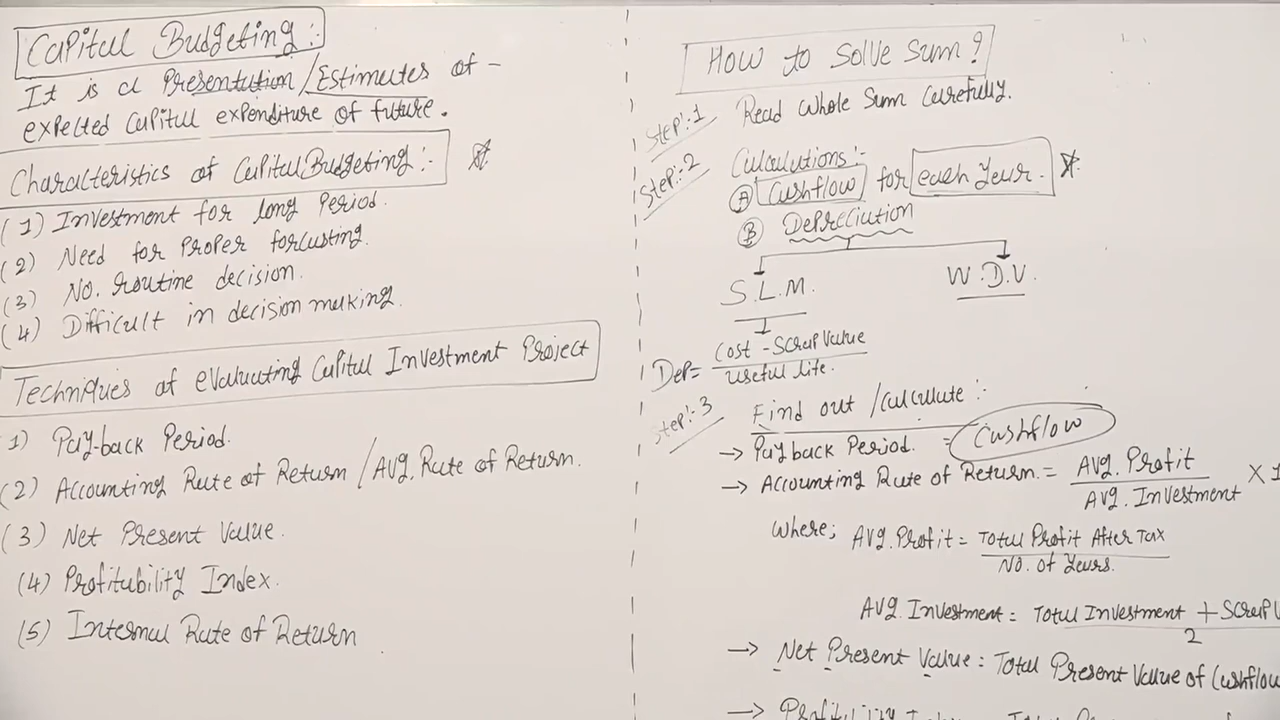 Capital Budgeting :-
It is a Presentation / Estimates of -
expected capital expenditure of future.
Characteristics of Capital Budgeting :-
(1) Investment for long Period.
(2) Need for Proper forcasting.
(3) No. routine decision.
(4) Difficult in decision making.
Techniques of evaluating Capital Investment Project
1) Pay-back Period.
(2) Accounting Rate of Return / Avg. Rate of Return.
(3) Net Present Value.
(4) Profitability Index.
(5) Internal Rate of Return
How to Solve Sum?
Step:-1 Read whole Sum Carefully.
Step:-2 Calculations:-
(A) Cashflow for each Year.
(B) Depreciation
S.L.M. W.D.V.
Dep = Cost - Scrap Value
useful life.
Step:-3 Find out / calculate :-
→ Payback Period. = Cashflow
→ Accounting Rate of Return. = Avg. Profit × 1
Avg. Investment
where; Avg. Profit = Total Profit After Tax
No. of Years.
Avg. Investment = Total Investment + Scrap
2
→ Net Present Value = Total Present Value of Cashflow
→ Profitability